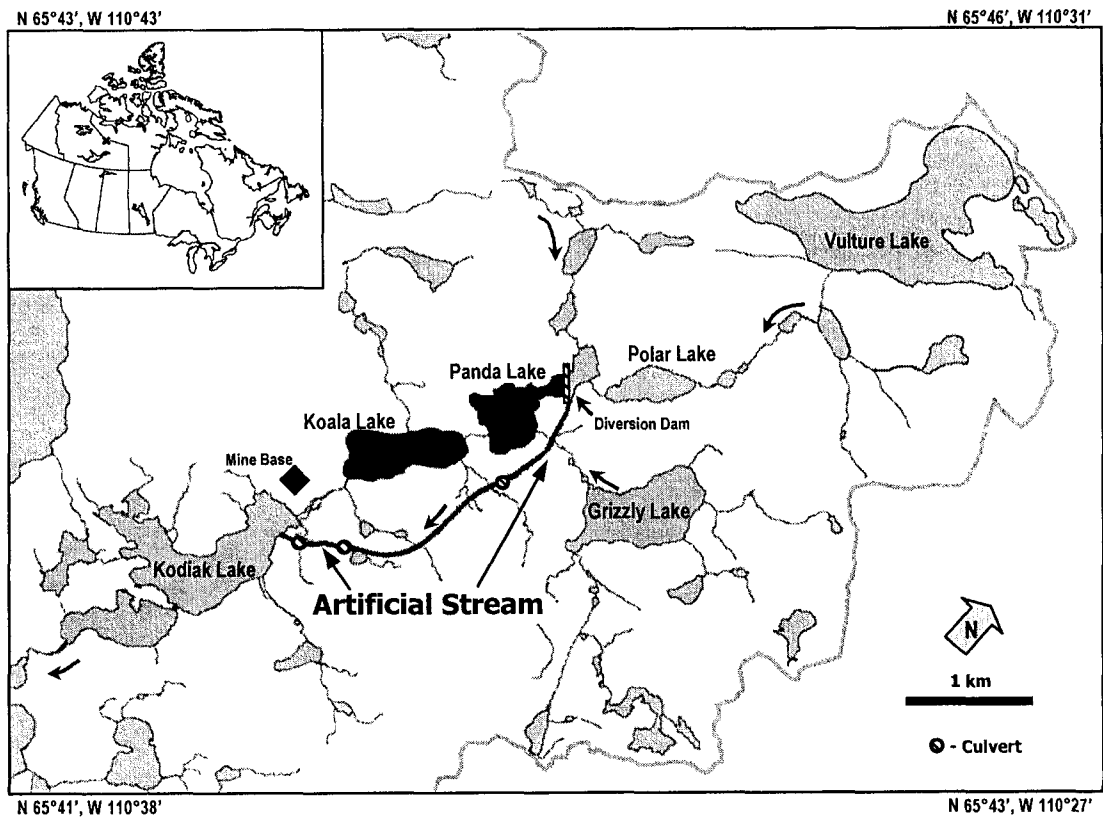 N 65°43', W 110°43'
N 65°46', W 110°31'
Vulture Lake
Polar Lake
Panda Lake
Diversion Dam
Koala Lake
Mine Base
Grizzly Lake
Kodiak Lake
Artificial Stream
N
1 km
- Culvert
N 65°41', W 110°38'
N 65°43', W 110°27'